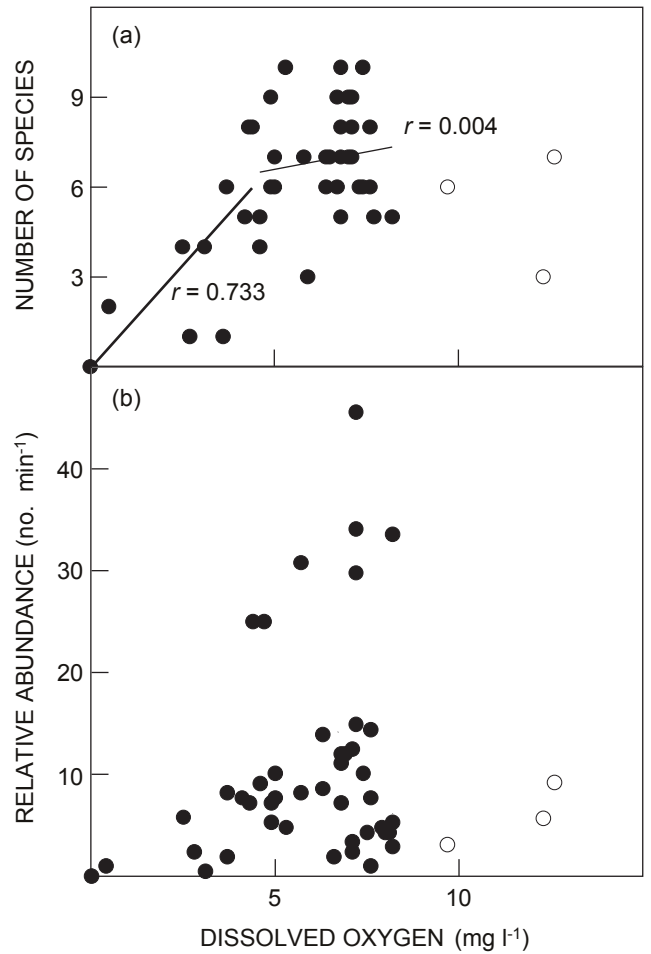 (a)
NUMBER OF SPECIES
9
6
3
r = 0.004
r = 0.733
(b)
RELATIVE ABUNDANCE (no. min-1)
40
30
20
10
5
10
DISSOLVED OXYGEN (mg l-1)